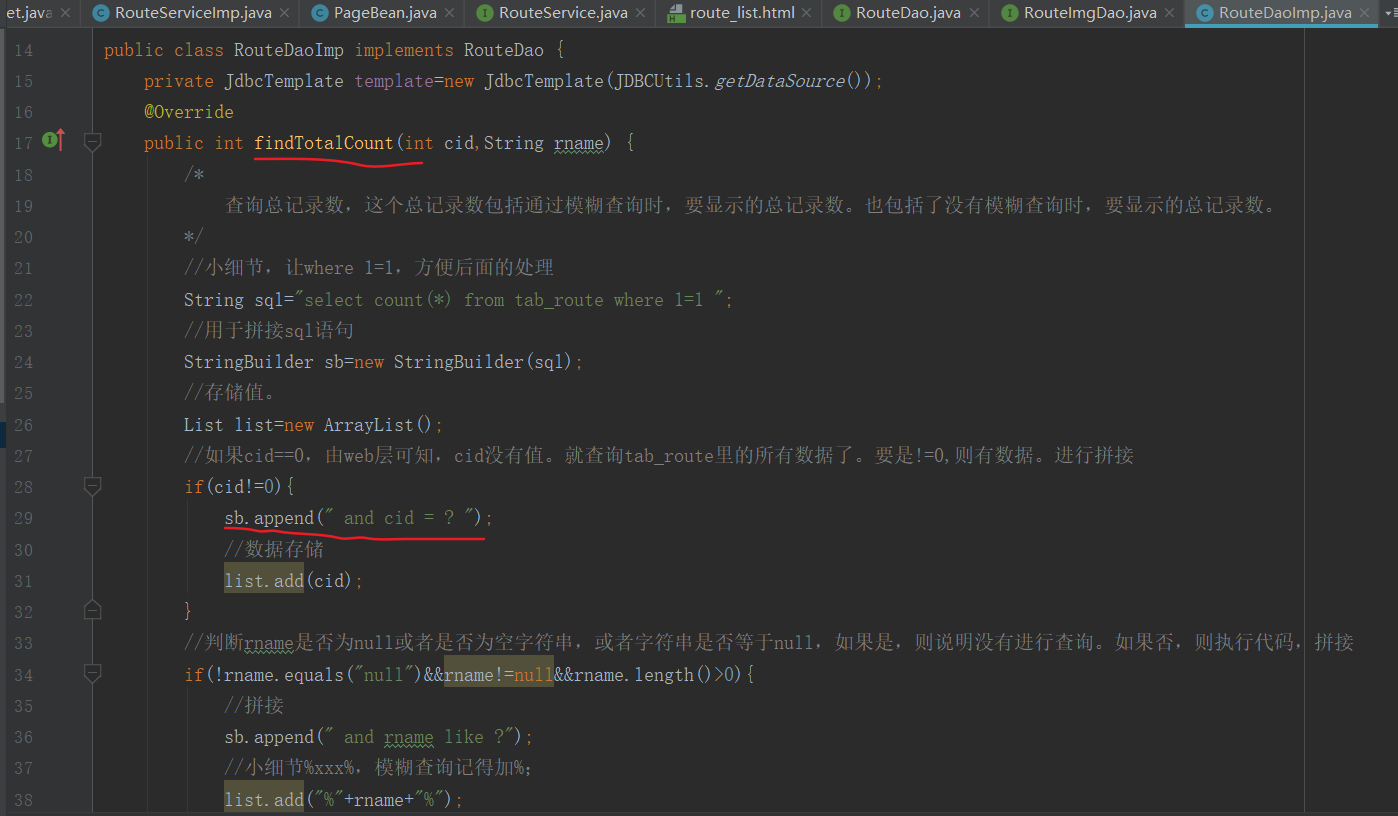 et.java × RouteServiceImp.java × PageBean.java × RouteService.java × route_list.html × RouteDao.java × RouteImgDao.java × RouteDaoImp.java ×
14 public class RouteDaoImp implements RouteDao {
15 private JdbcTemplate template=new JdbcTemplate(JDBCUtils.getDataSource());
16 @Override
17 public int findTotalCount(int cid,String rname) {
18 /*
19 查询总记录数，这个总记录数包括通过模糊查询时，要显示的总记录数。也包括了没有模糊查询时，要显示的总记录数。
20 */
21 //小细节，让where 1=1，方便后面的处理
22 String sql="select count(*) from tab_route where 1=1 ";
23 //用于拼接sql语句
24 StringBuilder sb=new StringBuilder(sql);
25 //存储值。
26 List list=new ArrayList();
27 //如果cid==0，由web层可知，cid没有值。就查询tab_route里的所有数据了。要是!=0,则有数据。进行拼接
28 if(cid!=0){
29 sb.append(" and cid = ? ");
30 //数据存储
31 list.add(cid);
32 }
33 //判断rname是否为null或者是否为空字符串，或者字符串是否等于null，如果是，则说明没有进行查询。如果否，则执行代码，拼接
34 if(!rname.equals("null")&&rname!=null&&rname.length()>0){
35 //拼接
36 sb.append(" and rname like ?");
37 //小细节%xxx%，模糊查询记得加%;
38 list.add("%"+rname+"%");